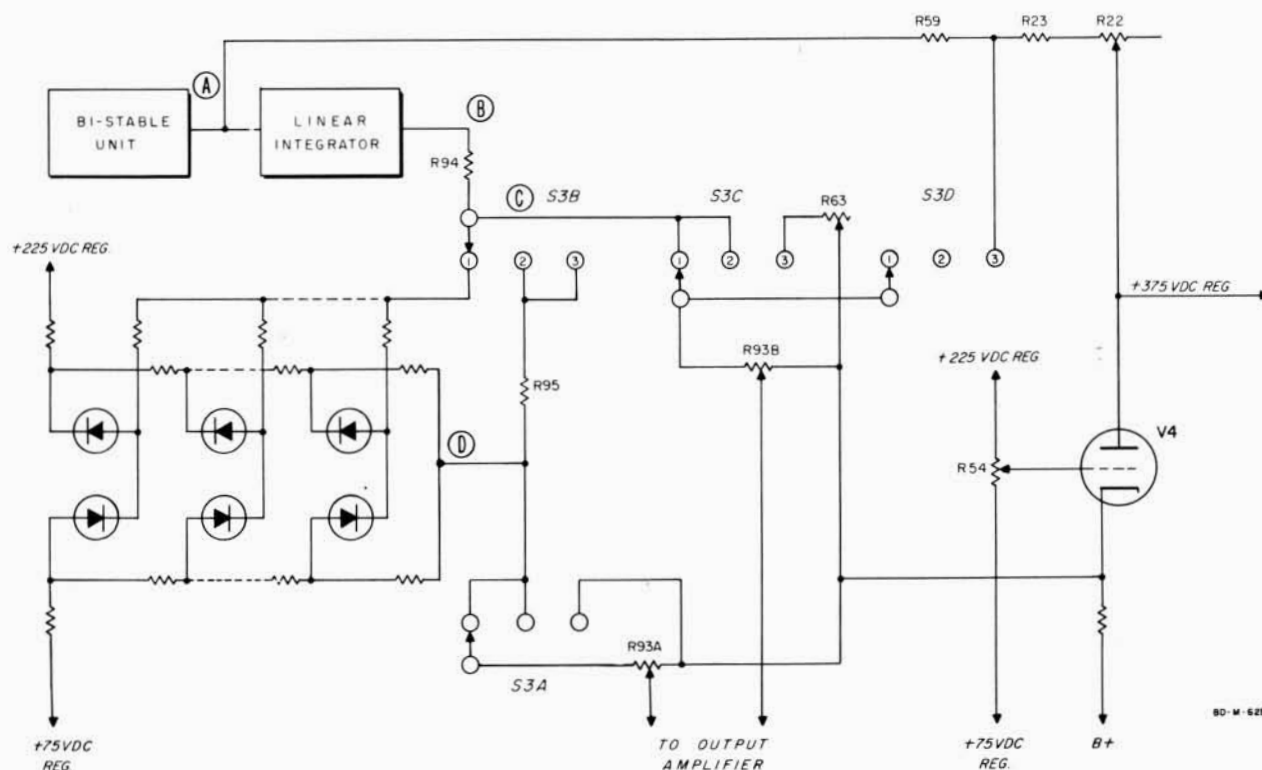 R59
R23
R22
A
BI-STABLE
UNIT
LINEAR
INTEGRATOR
B
R94
C
S3B
S3C
R63
S3D
1
2
3
1
2
3
1
2
3
+225 VDC REG.
+375 VDC REG
R93B
+225 VDC REG.
R95
D
V4
R54
R93A
S3A
+75VDC
REG.
TO OUTPUT
AMPLIFIER
+75VDC
REG.
B+